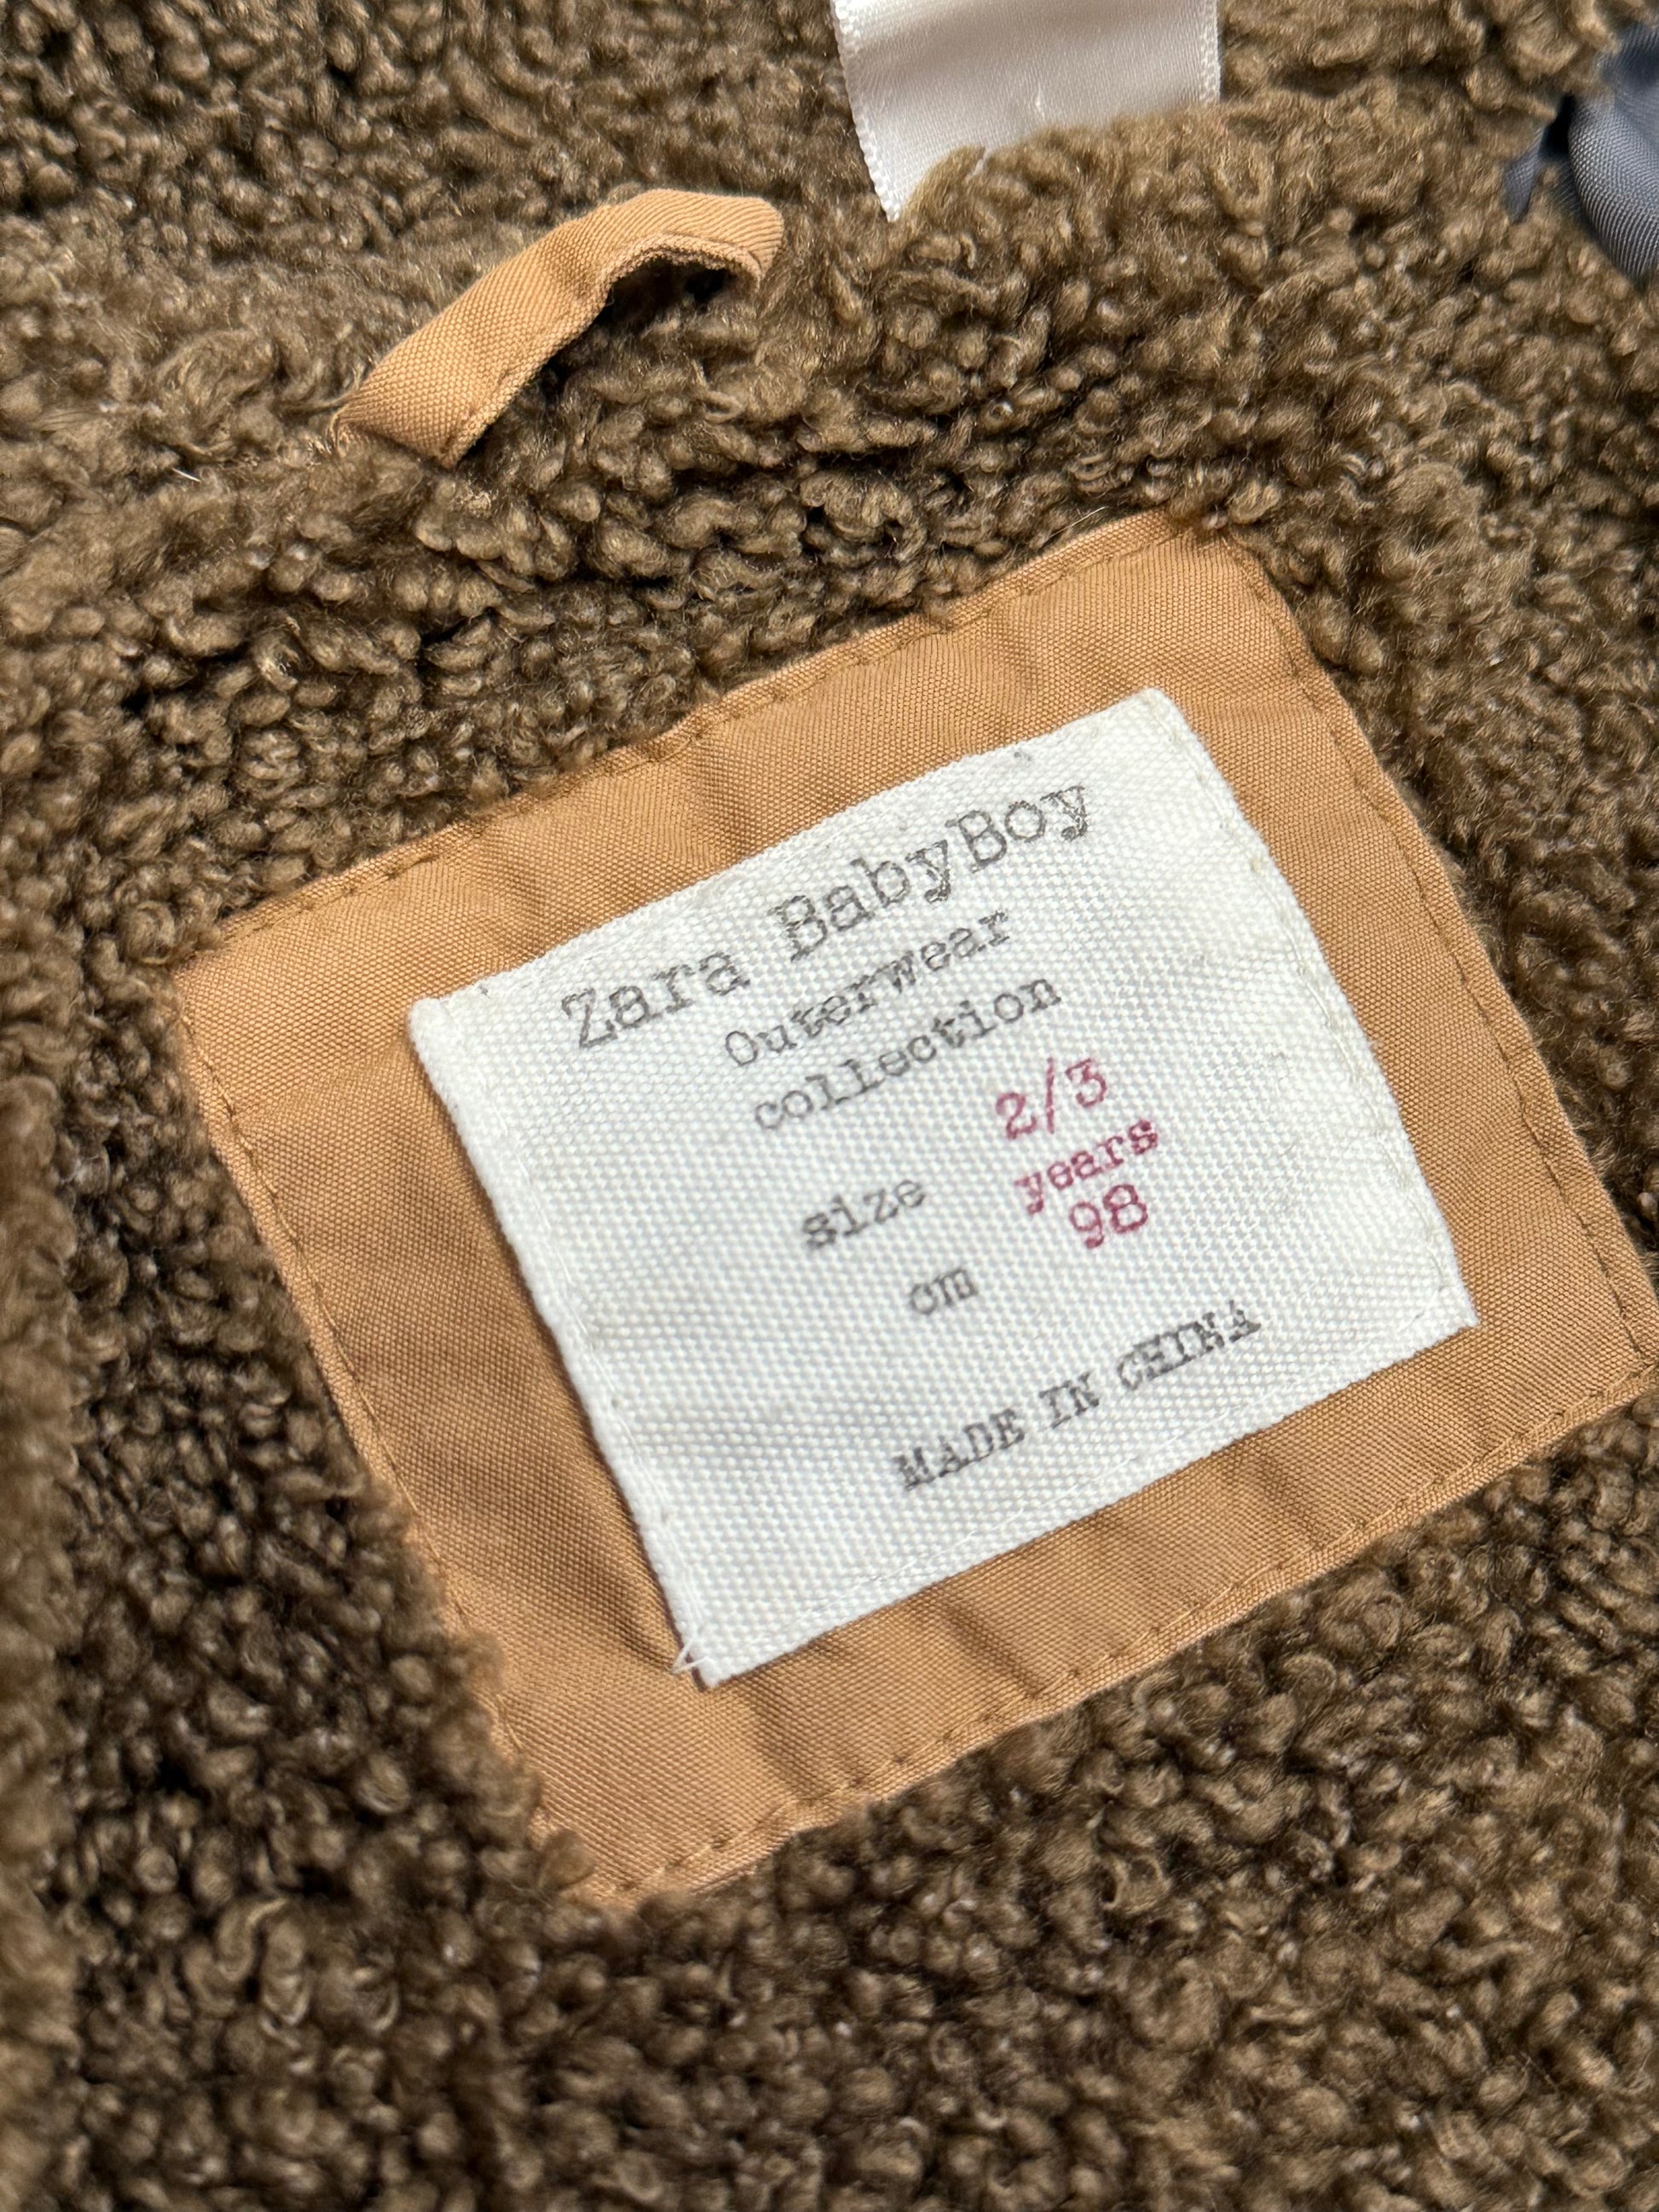 Zara BabyBoy
Outerwear
collection
size 2/3
years
cm 98
MADE IN CHINA